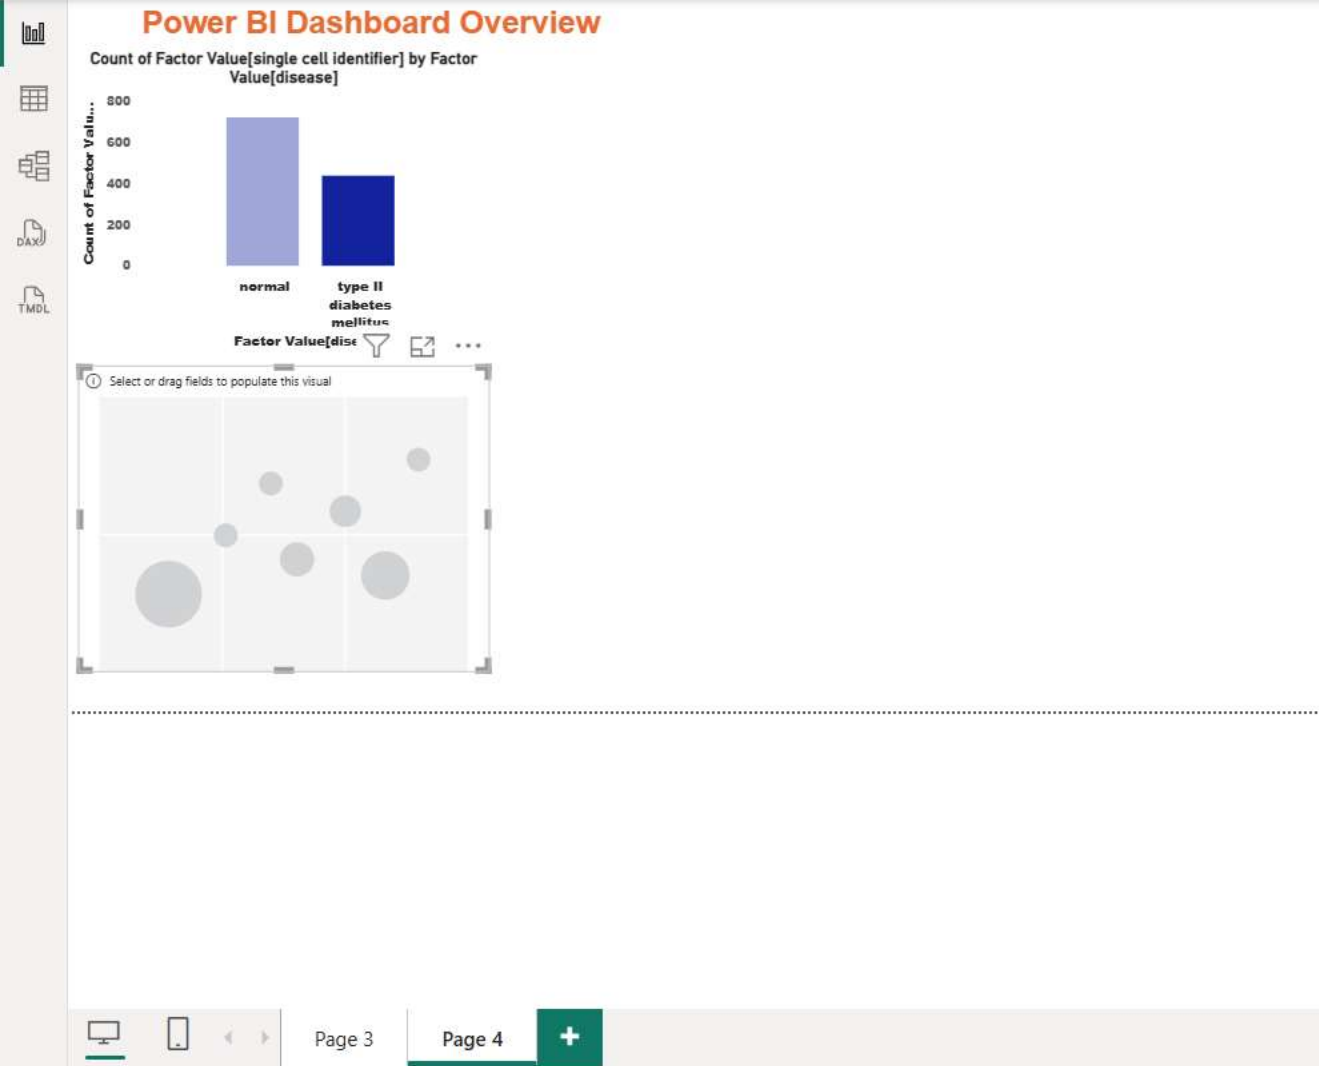 Power BI Dashboard Overview
Count of Factor Value[single cell identifier] by Factor
Value[disease]
Count of Factor Valu...
800
600
400
200
0
normal
type II
diabetes
mellitus
Factor Value[dise
DAX
TMDL
Select or drag fields to populate this visual
Page 3
Page 4